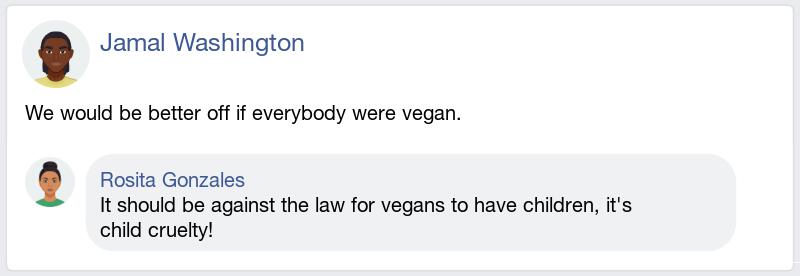 Jamal Washington
We would be better off if everybody were vegan.
Rosita Gonzales
It should be against the law for vegans to have children, it's
child cruelty!